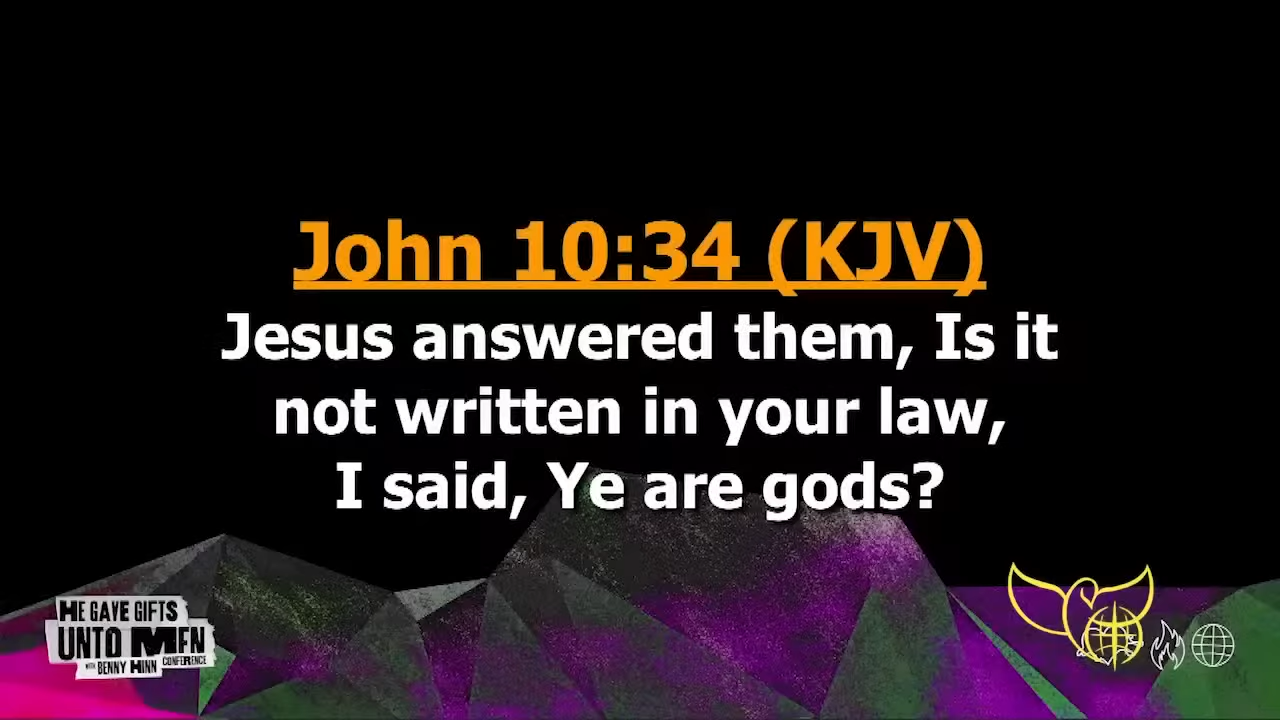 John 10:34 (KJV)
Jesus answered them, Is it
not written in your law,
I said, Ye are gods?
HE GAVE GIFTS
UNTO MEN
WITH BENNY HINN CONFERENCE